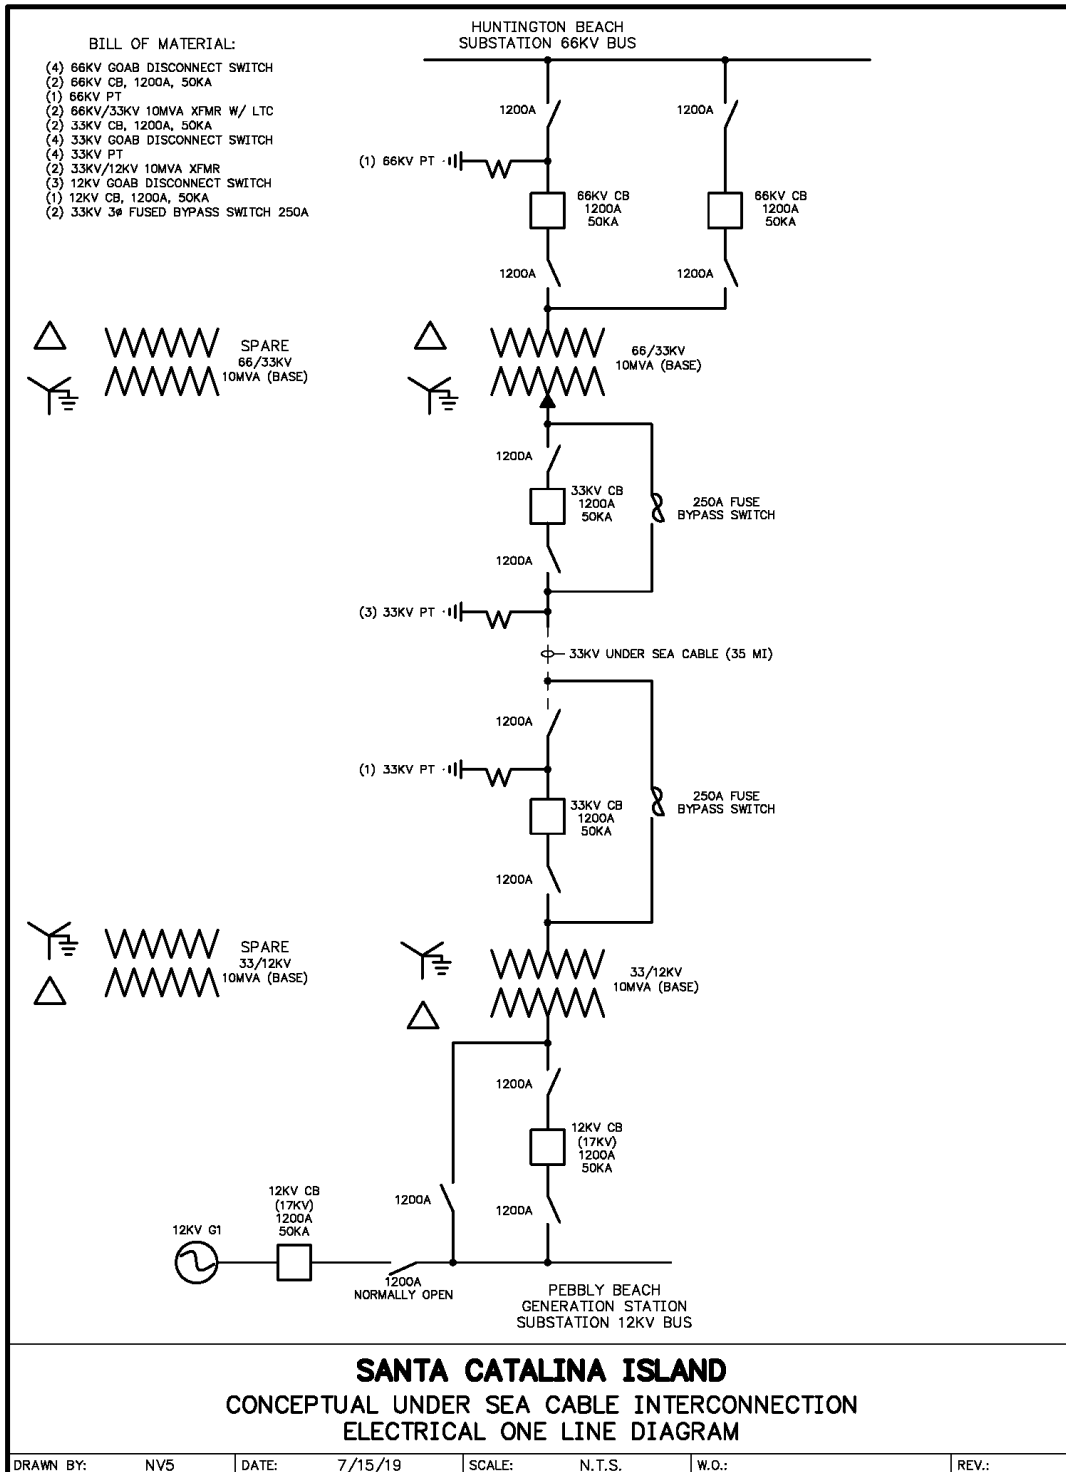 HUNTINGTON BEACH
SUBSTATION 66KV BUS
BILL OF MATERIAL:
(4) 66KV GOAB DISCONNECT SWITCH
(2) 66KV CB, 1200A, 50KA
(1) 66KV PT
(2) 66KV/33KV 10MVA XFMR W/ LTC
(2) 33KV CB, 1200A, 50KA
(4) 33KV GOAB DISCONNECT SWITCH
(4) 33KV PT
(2) 33KV/12KV 10MVA XFMR
(3) 12KV GOAB DISCONNECT SWITCH
(1) 12KV CB, 1200A, 50KA
(2) 33KV 3ø FUSED BYPASS SWITCH 250A
1200A
1200A
(1) 66KV PT
66KV CB
1200A
50KA
66KV CB
1200A
50KA
1200A
1200A
SPARE
66/33KV
10MVA (BASE)
66/33KV
10MVA (BASE)
1200A
33KV CB
1200A
50KA
250A FUSE
BYPASS SWITCH
1200A
(3) 33KV PT
33KV UNDER SEA CABLE (35 MI)
1200A
(1) 33KV PT
33KV CB
1200A
50KA
250A FUSE
BYPASS SWITCH
1200A
SPARE
33/12KV
10MVA (BASE)
33/12KV
10MVA (BASE)
1200A
12KV CB
(17KV)
1200A
50KA
1200A
1200A
12KV CB
(17KV)
1200A
50KA
12KV G1
1200A
NORMALLY OPEN
PEBBLY BEACH
GENERATION STATION
SUBSTATION 12KV BUS
SANTA CATALINA ISLAND
CONCEPTUAL UNDER SEA CABLE INTERCONNECTION
ELECTRICAL ONE LINE DIAGRAM
DRAWN BY: NV5 DATE: 7/15/19 SCALE: N.T.S. W.O.: REV.: